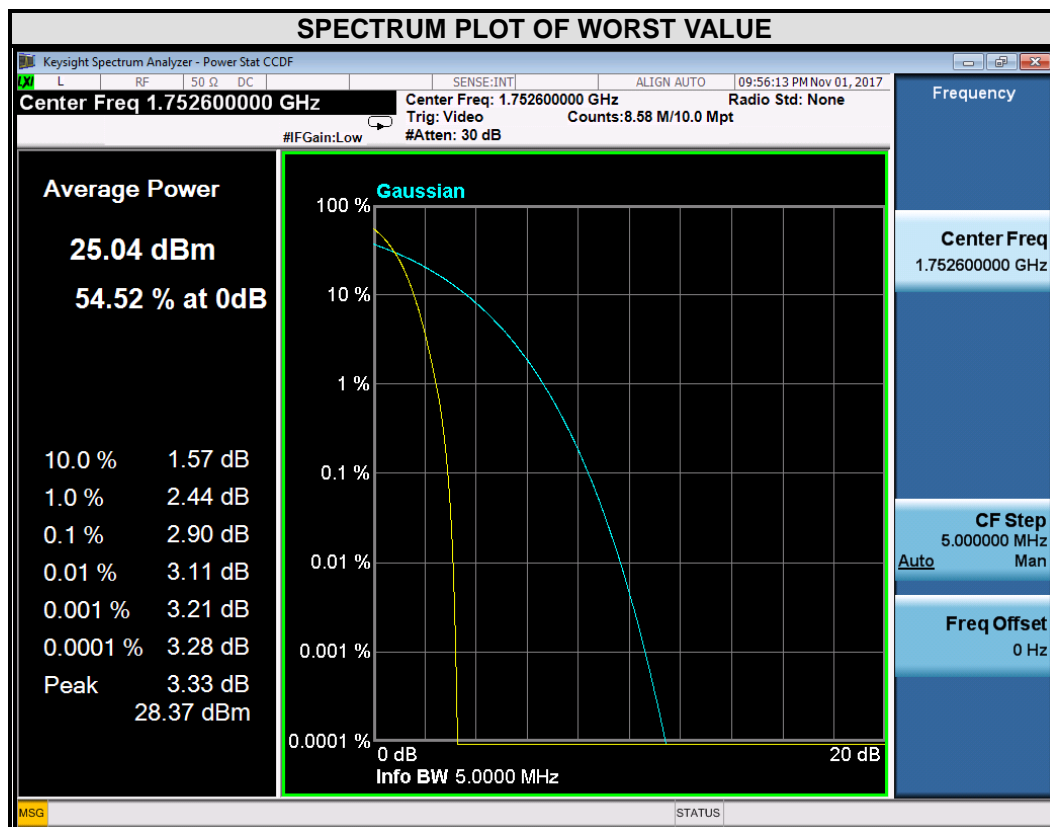 SPECTRUM PLOT OF WORST VALUE
Keysight Spectrum Analyzer - Power Stat CCDF
LXI L RF 50 Ω DC SENSE:INT ALIGN AUTO 09:56:13 PM Nov 01, 2017
Center Freq 1.752600000 GHz
#IFGain:Low
Center Freq: 1.752600000 GHz Radio Std: None
Trig: Video Counts:8.58 M/10.0 Mpt
#Atten: 30 dB
Average Power
25.04 dBm
54.52 % at 0dB
10.0 % 1.57 dB
1.0 % 2.44 dB
0.1 % 2.90 dB
0.01 % 3.11 dB
0.001 % 3.21 dB
0.0001 % 3.28 dB
Peak 3.33 dB
28.37 dBm
Gaussian
100 %
10 %
1 %
0.1 %
0.01 %
0.001 %
0.0001 %
0 dB 20 dB
Info BW 5.0000 MHz
Frequency
Center Freq
1.752600000 GHz
CF Step
5.000000 MHz
Auto Man
Freq Offset
0 Hz
MSG STATUS